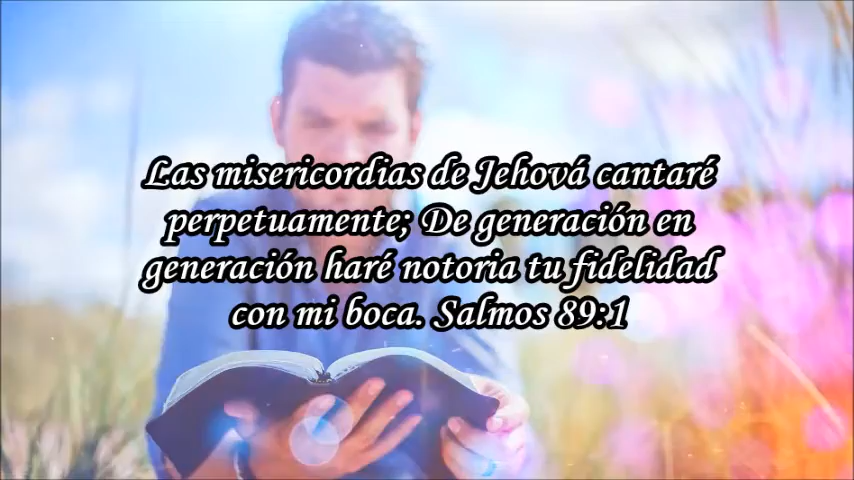 Las misericordias de Jehová cantaré
perpetuamente; De generación en
generación haré notoria tu fidelidad
con mi boca. Salmos 89:1